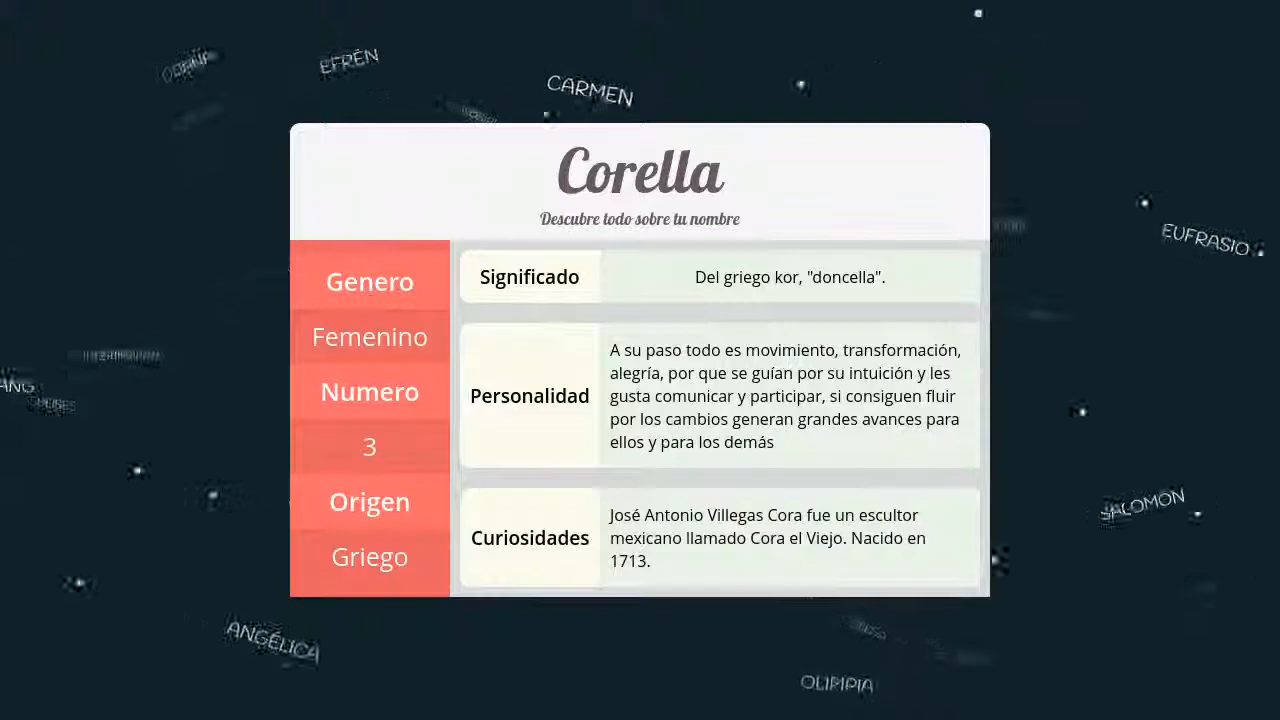 EFRÉN
CARMEN
Corella
Descubre todo sobre tu nombre
EUFRASIO
Genero
Femenino
Numero
3
Origen
Griego
Significado
Del griego kor, "doncella".
Personalidad
A su paso todo es movimiento, transformación,
alegría, por que se guían por su intuición y les
gusta comunicar y participar, si consiguen fluir
por los cambios generan grandes avances para
ellos y para los demás
Curiosidades
José Antonio Villegas Cora fue un escultor
mexicano llamado Cora el Viejo. Nacido en
1713.
SALOMÓN
ANGÉLICA
OLIMPIA